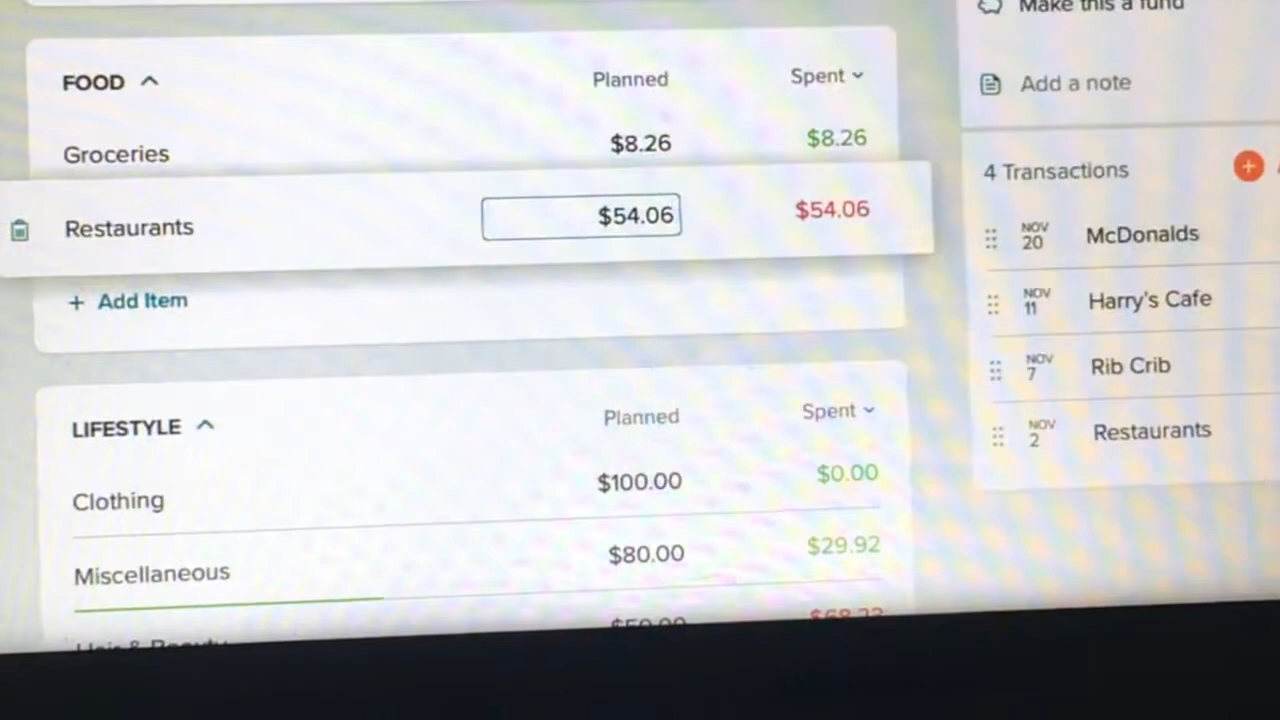 Make this a fund
Add a note
FOOD Planned Spent
Groceries $8.26 $8.26
Restaurants $54.06 $54.06
+ Add Item
LIFESTYLE Planned Spent
Clothing $100.00 $0.00
Miscellaneous $80.00 $29.92
Hair & Beauty
4 Transactions
NOV 20 McDonalds
NOV 11 Harry's Cafe
NOV 7 Rib Crib
NOV 2 Restaurants